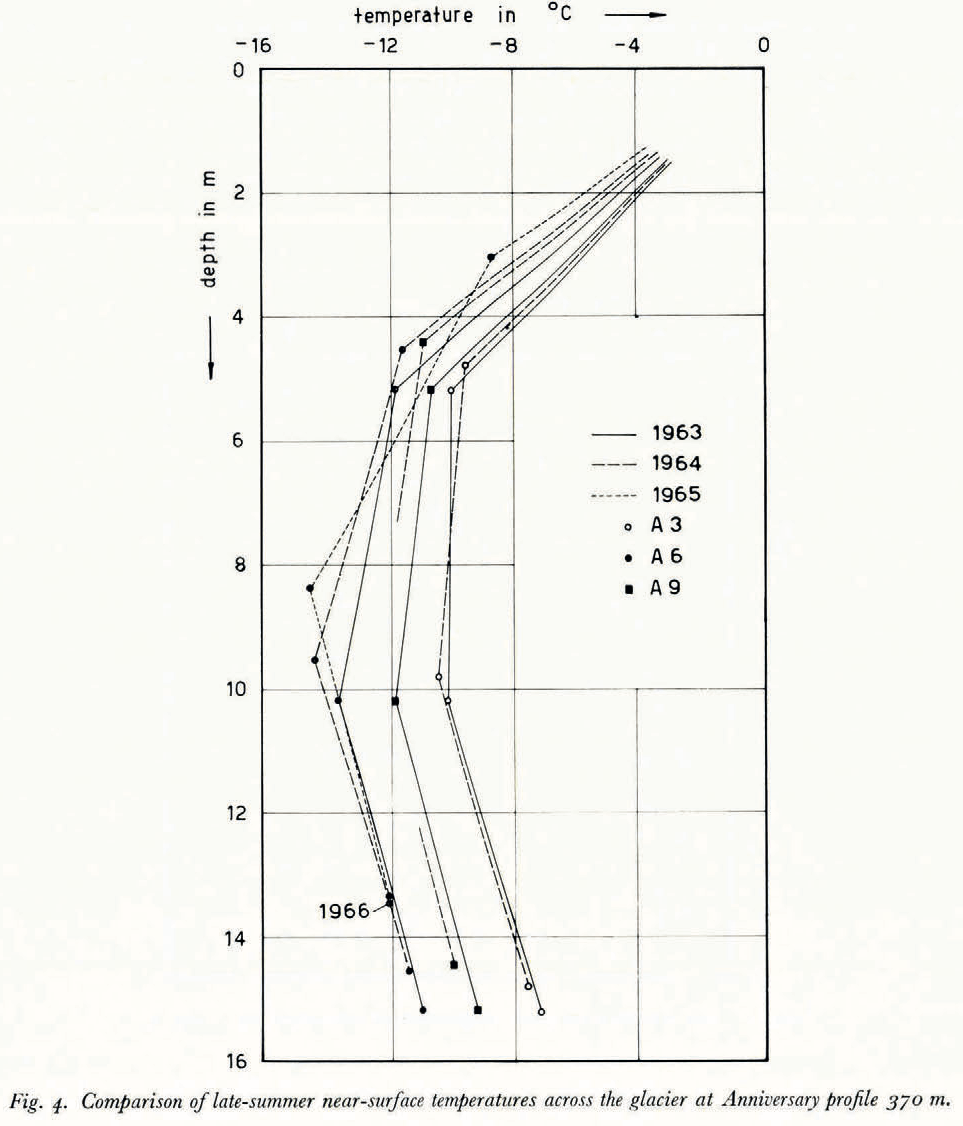 temperature in °C
-16 -12 -8 -4 0
0
2
4
6
8
10
12
14
16
depth in m
1963
1964
1965
A 3
A 6
A 9
1966
Fig. 4. Comparison of late-summer near-surface temperatures across the glacier at Anniversary profile 370 m.